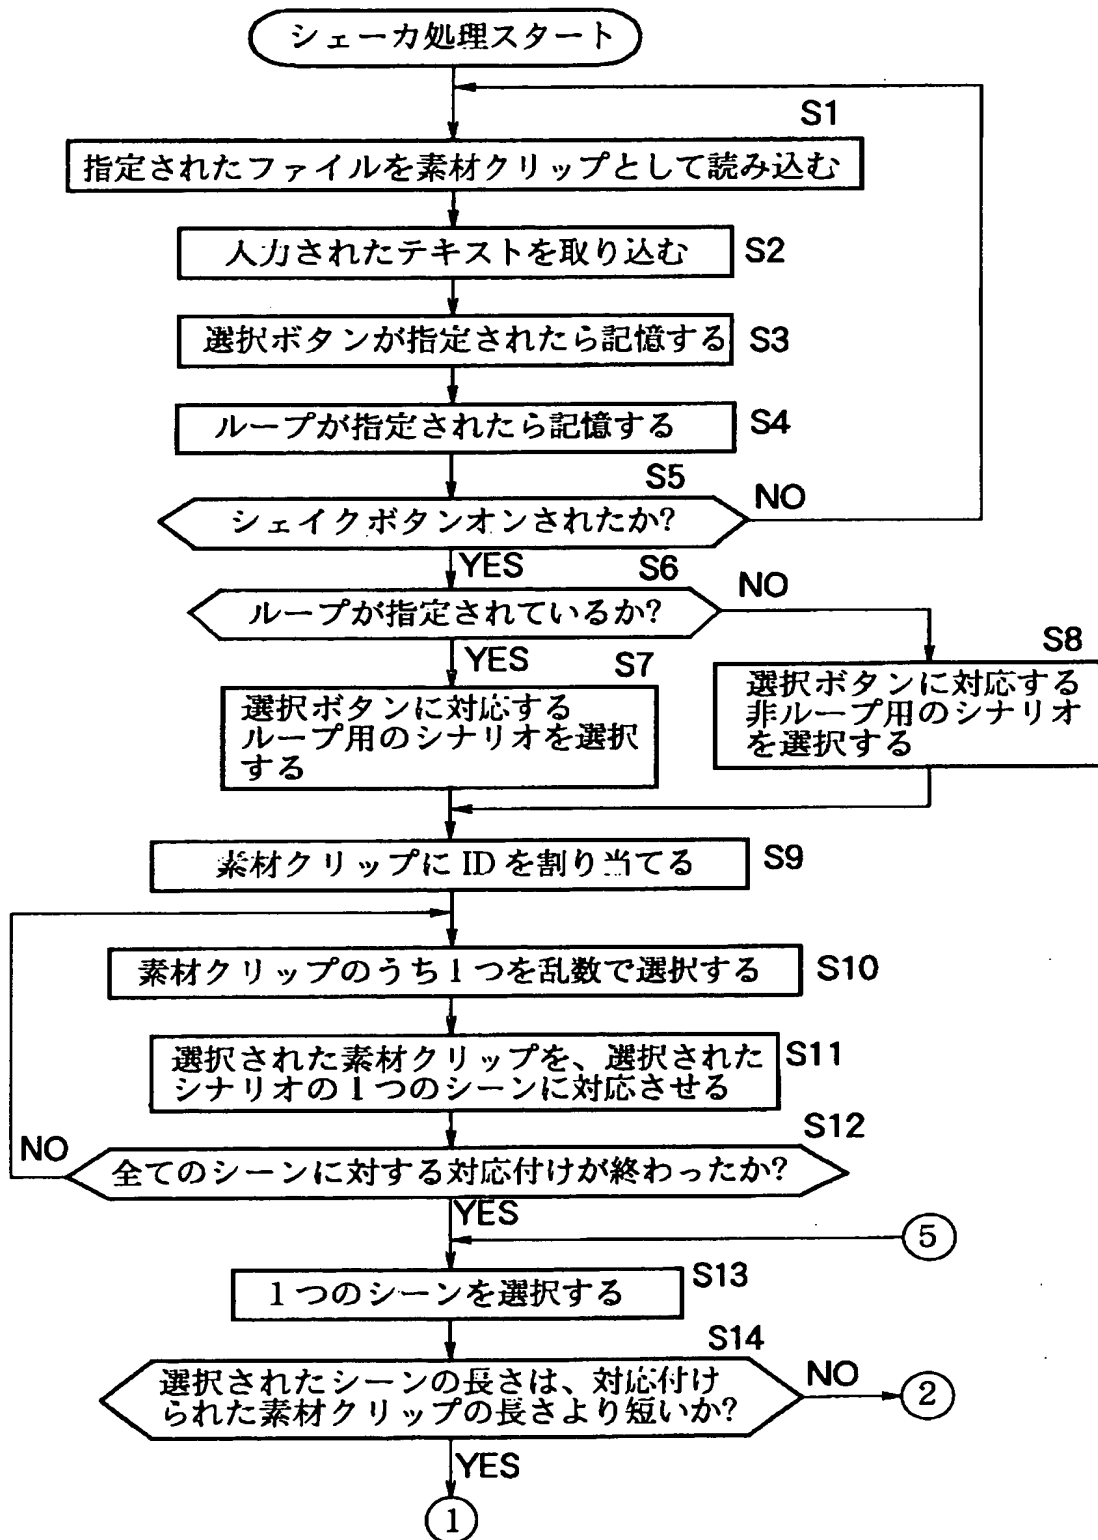 シェーカ処理スタート
S1
指定されたファイルを素材クリップとして読み込む
入力されたテキストを取り込む S2
選択ボタンが指定されたら記憶する S3
ループが指定されたら記憶する S4
S5
シェイクボタンオンされたか? NO
YES S6
ループが指定されているか? NO
YES S7
S8
選択ボタンに対応する
ループ用のシナリオを選択
する
選択ボタンに対応する
非ループ用のシナリオ
を選択する
素材クリップに ID を割り当てる S9
素材クリップのうち1つを乱数で選択する S10
選択された素材クリップを、選択された
シナリオの1つのシーンに対応させる
S11
S12
NO 全てのシーンに対する対応付けが終わったか?
YES
5
1つのシーンを選択する S13
S14
選択されたシーンの長さは、対応付け
られた素材クリップの長さより短いか?
NO 2
YES
1